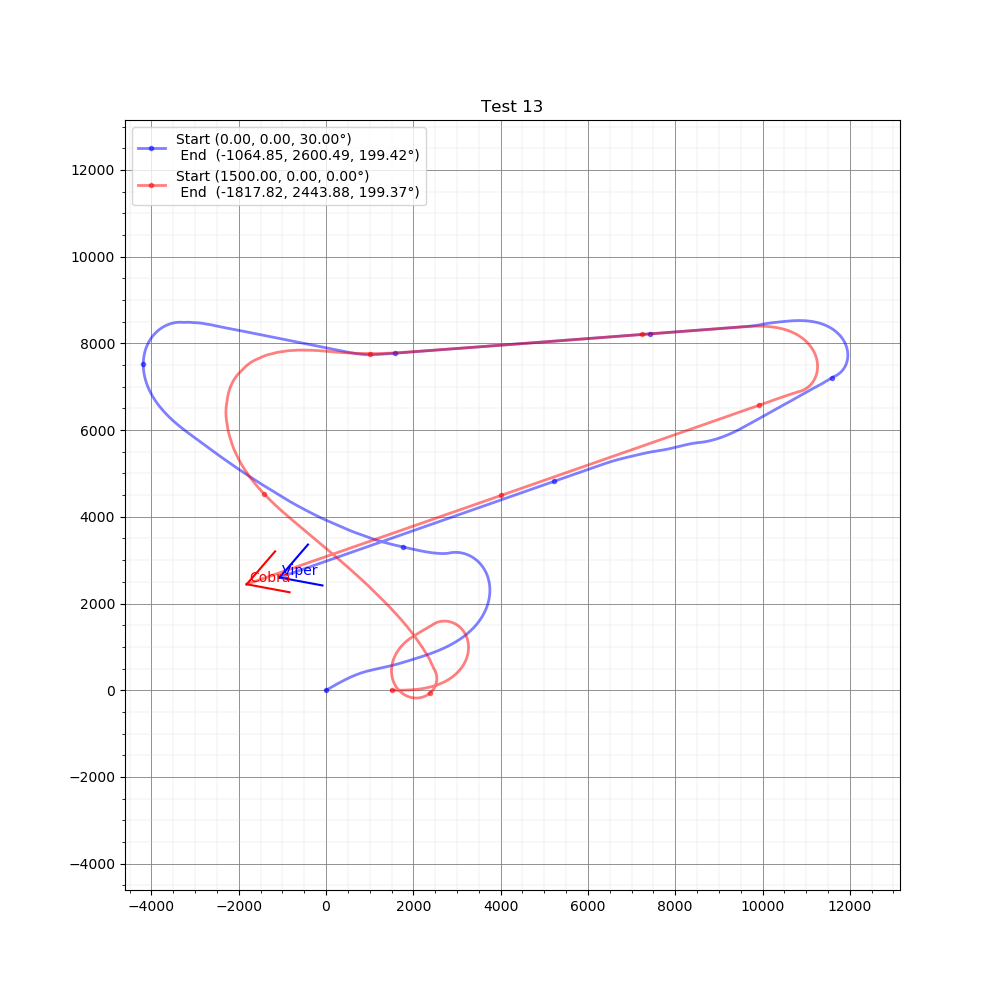 Test 13
Start (0.00, 0.00, 30.00°)
End (-1064.85, 2600.49, 199.42°)
Start (1500.00, 0.00, 0.00°)
End (-1817.82, 2443.88, 199.37°)
12000
10000
8000
6000
4000
Viper
Cobra
2000
0
−2000
−4000
−4000 −2000 0 2000 4000 6000 8000 10000 12000